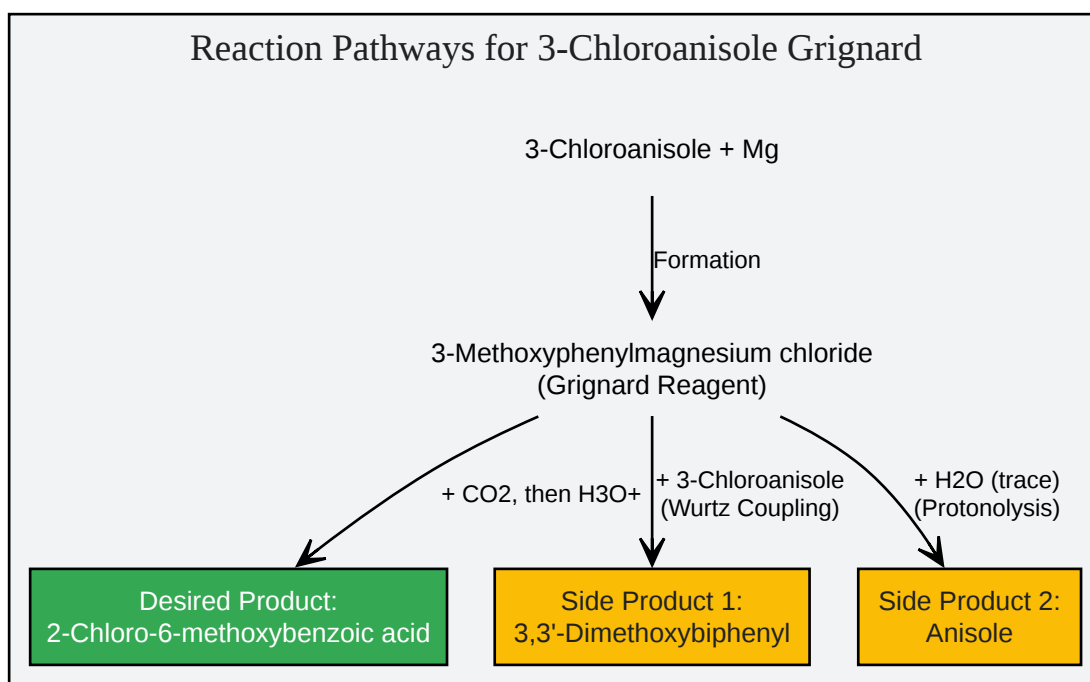 Reaction Pathways for 3-Chloroanisole Grignard
3-Chloroanisole + Mg
Formation
3-Methoxyphenylmagnesium chloride
(Grignard Reagent)
+ CO2, then H3O+
+ 3-Chloroanisole
(Wurtz Coupling)
+ H2O (trace)
(Protonolysis)
Desired Product:
2-Chloro-6-methoxybenzoic acid
Side Product 1:
3,3'-Dimethoxybiphenyl
Side Product 2:
Anisole